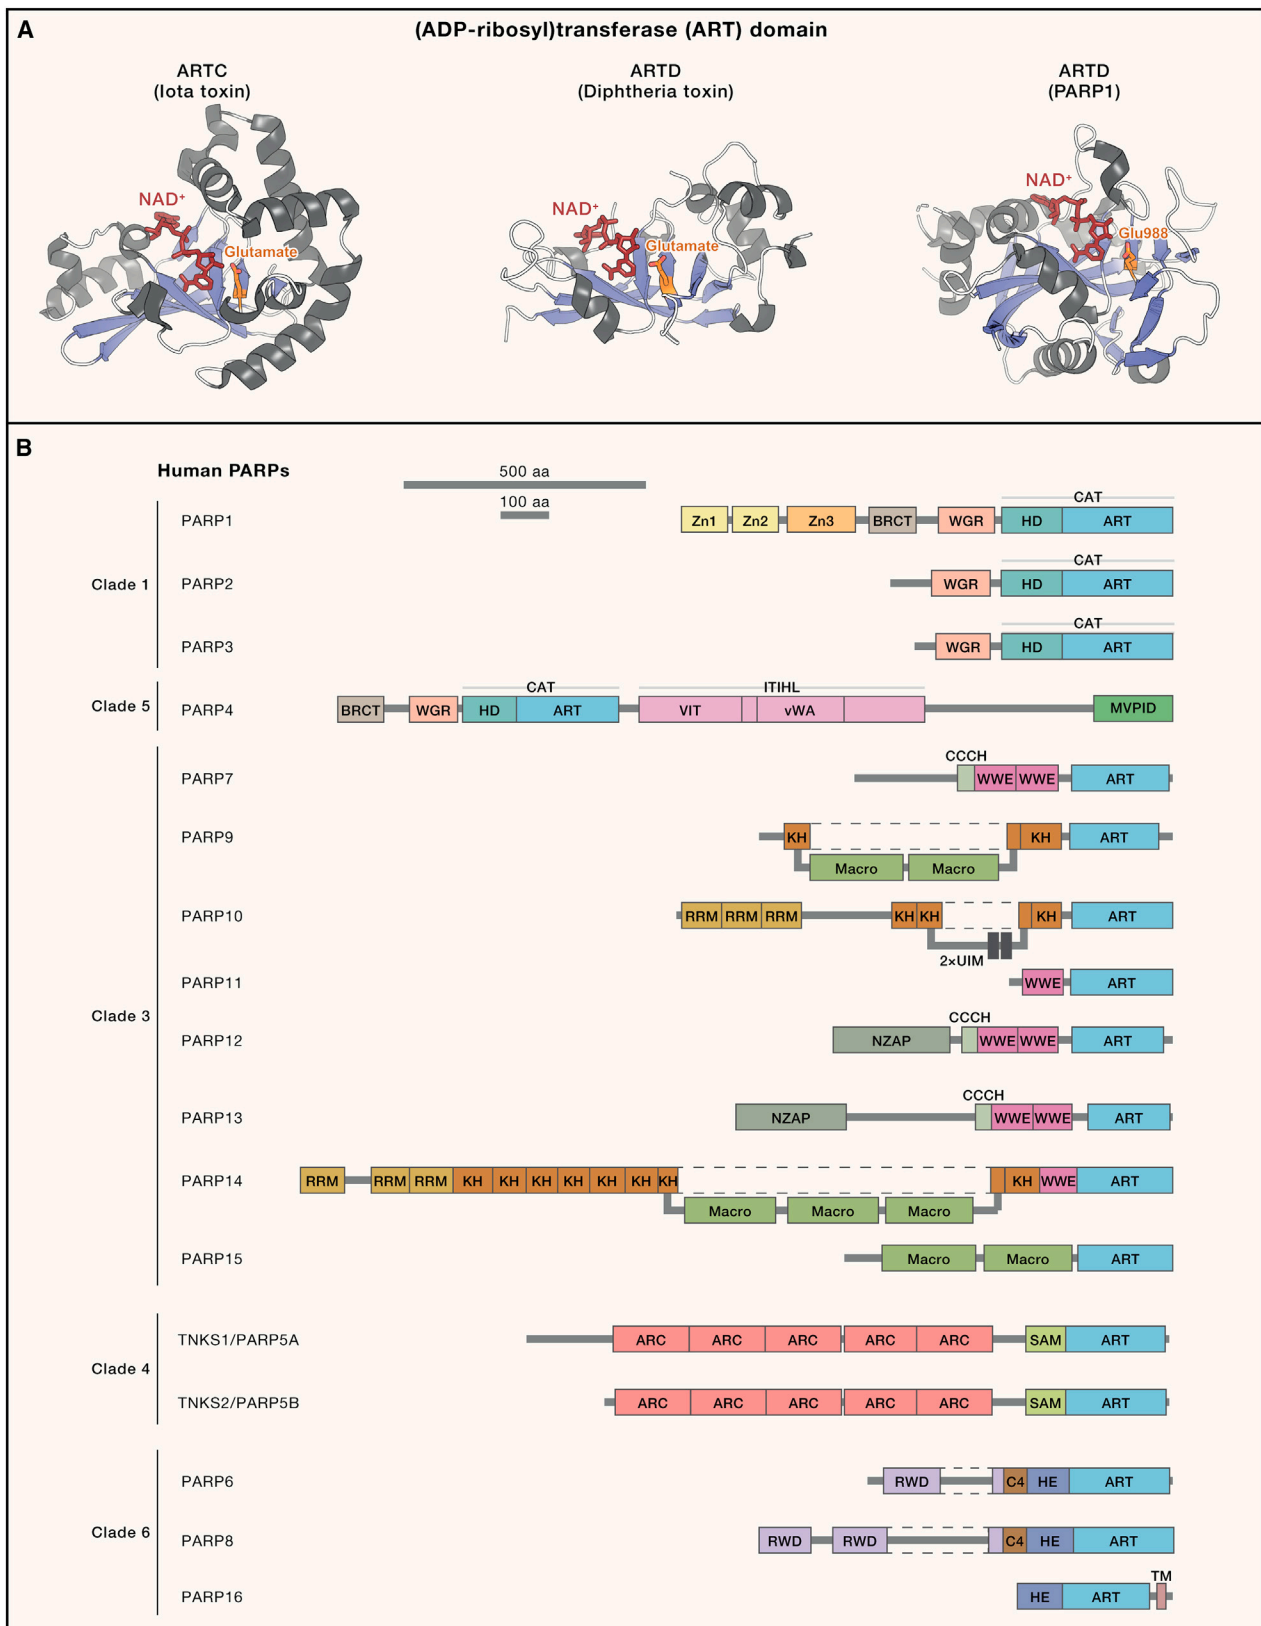 A
(ADP-ribosyl)transferase (ART) domain
ARTC
(Iota toxin)
ARTD
(Diphtheria toxin)
ARTD
(PARP1)
NAD+
Glutamate
NAD+
Glutamate
NAD+
Glu988
B
Human PARPs
500 aa
100 aa
Clade 1
PARP1
Zn1 Zn2 Zn3 BRCT WGR HD ART
CAT
PARP2
WGR HD ART
CAT
PARP3
WGR HD ART
CAT
Clade 5
PARP4
BRCT WGR HD ART VIT vWA MVPID
CAT
ITIHL
Clade 3
PARP7
CCCH
WWE WWE ART
PARP9
KH KH ART
Macro Macro
PARP10
RRM RRM RRM KH KH KH ART
2×UIM
PARP11
WWE ART
PARP12
CCCH
NZAP WWE WWE ART
PARP13
CCCH
NZAP WWE WWE ART
PARP14
RRM RRM RRM KH KH KH KH KH KH KH KH WWE ART
Macro Macro Macro
PARP15
Macro Macro ART
Clade 4
TNKS1/PARP5A
ARC ARC ARC ARC ARC SAM ART
TNKS2/PARP5B
ARC ARC ARC ARC ARC SAM ART
Clade 6
PARP6
RWD C4 HE ART
PARP8
RWD RWD C4 HE ART
PARP16
HE ART
TM